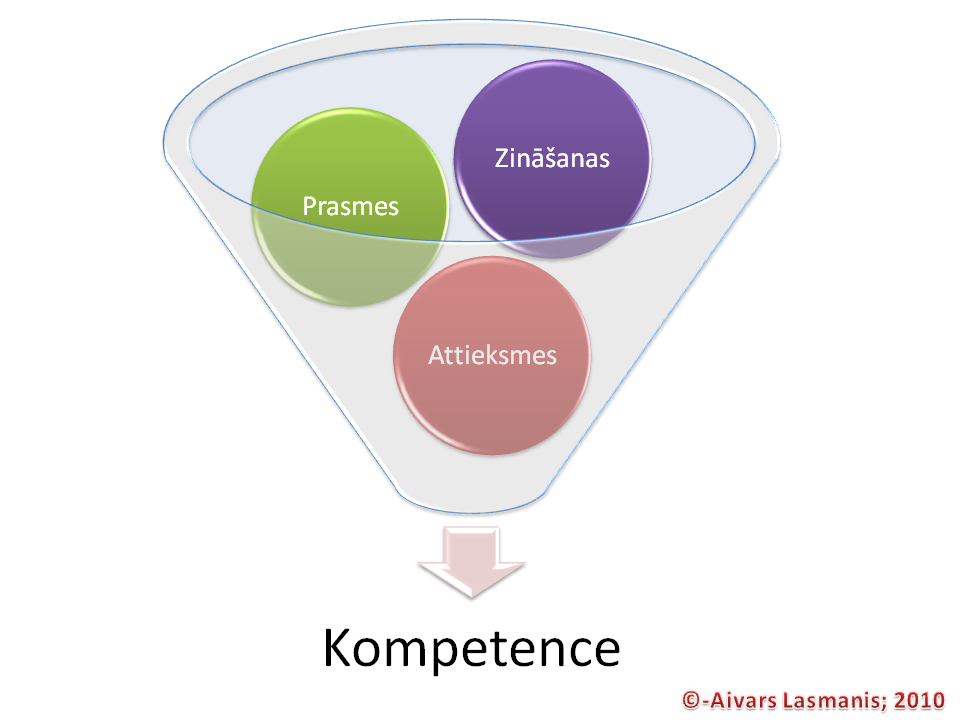 Zināšanas
Prasmes
Attieksmes
Kompetence
©-Aivars Lasmanis; 2010